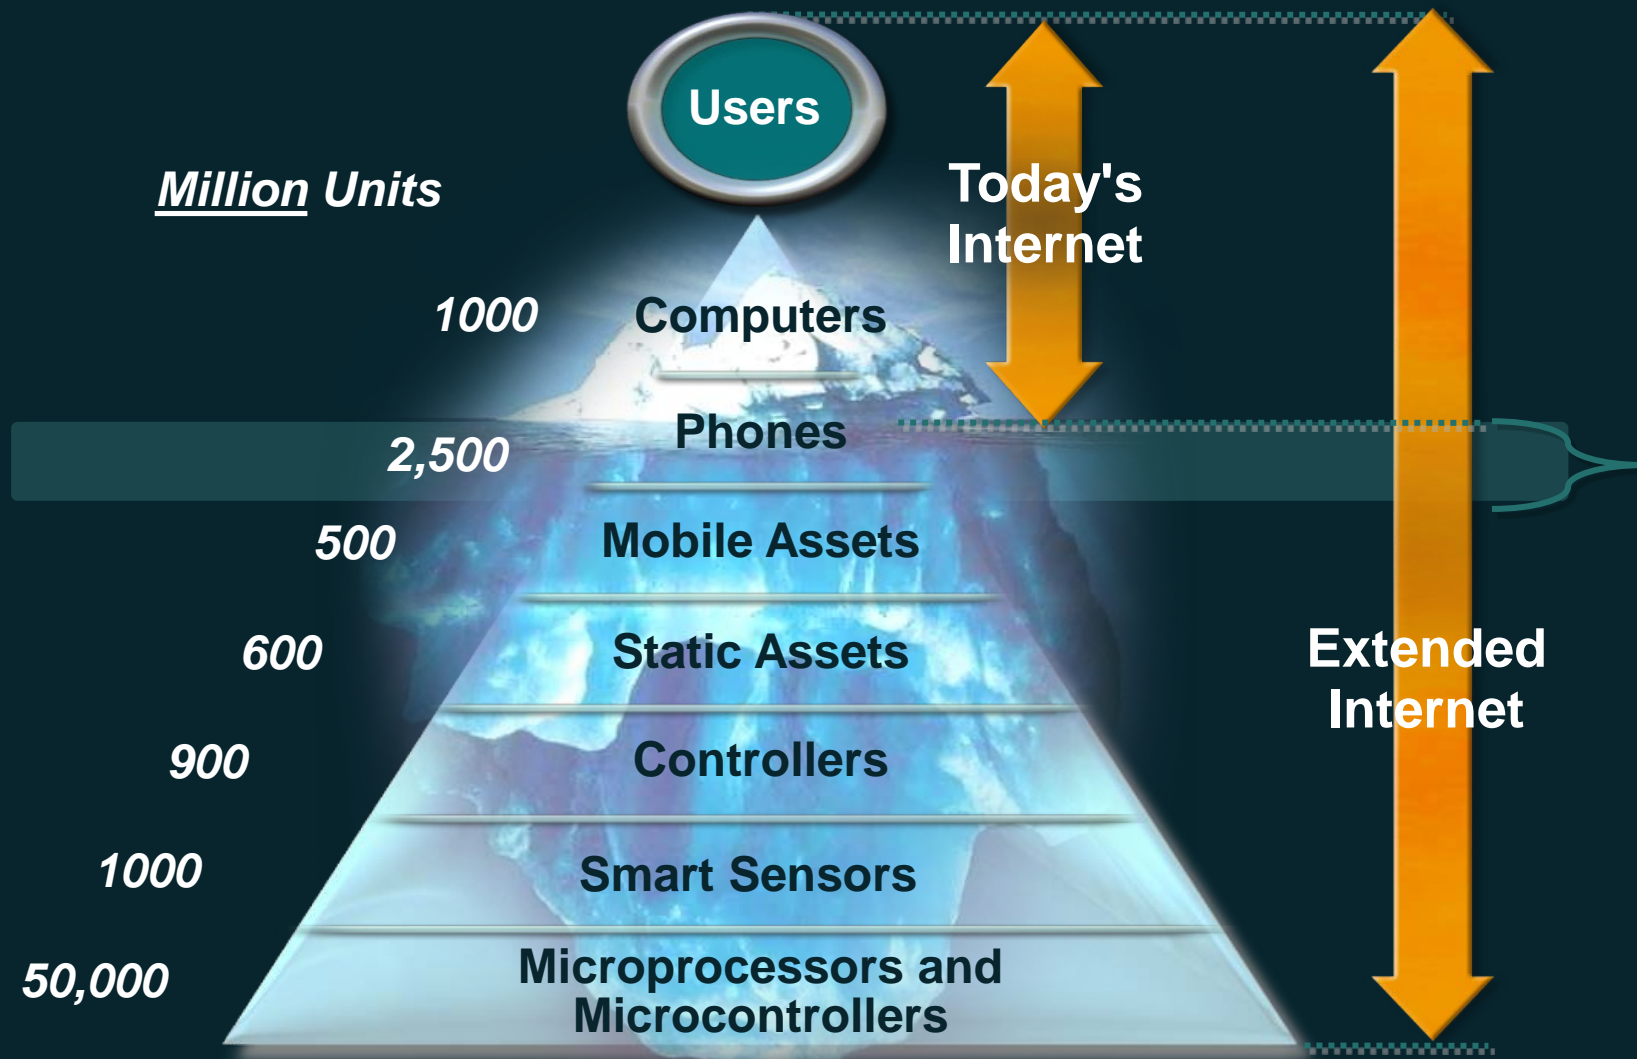 Users
Million Units
Today's
Internet
1000
Computers
2,500
Phones
500
Mobile Assets
600
Static Assets
Extended
Internet
900
Controllers
1000
Smart Sensors
50,000
Microprocessors and
Microcontrollers